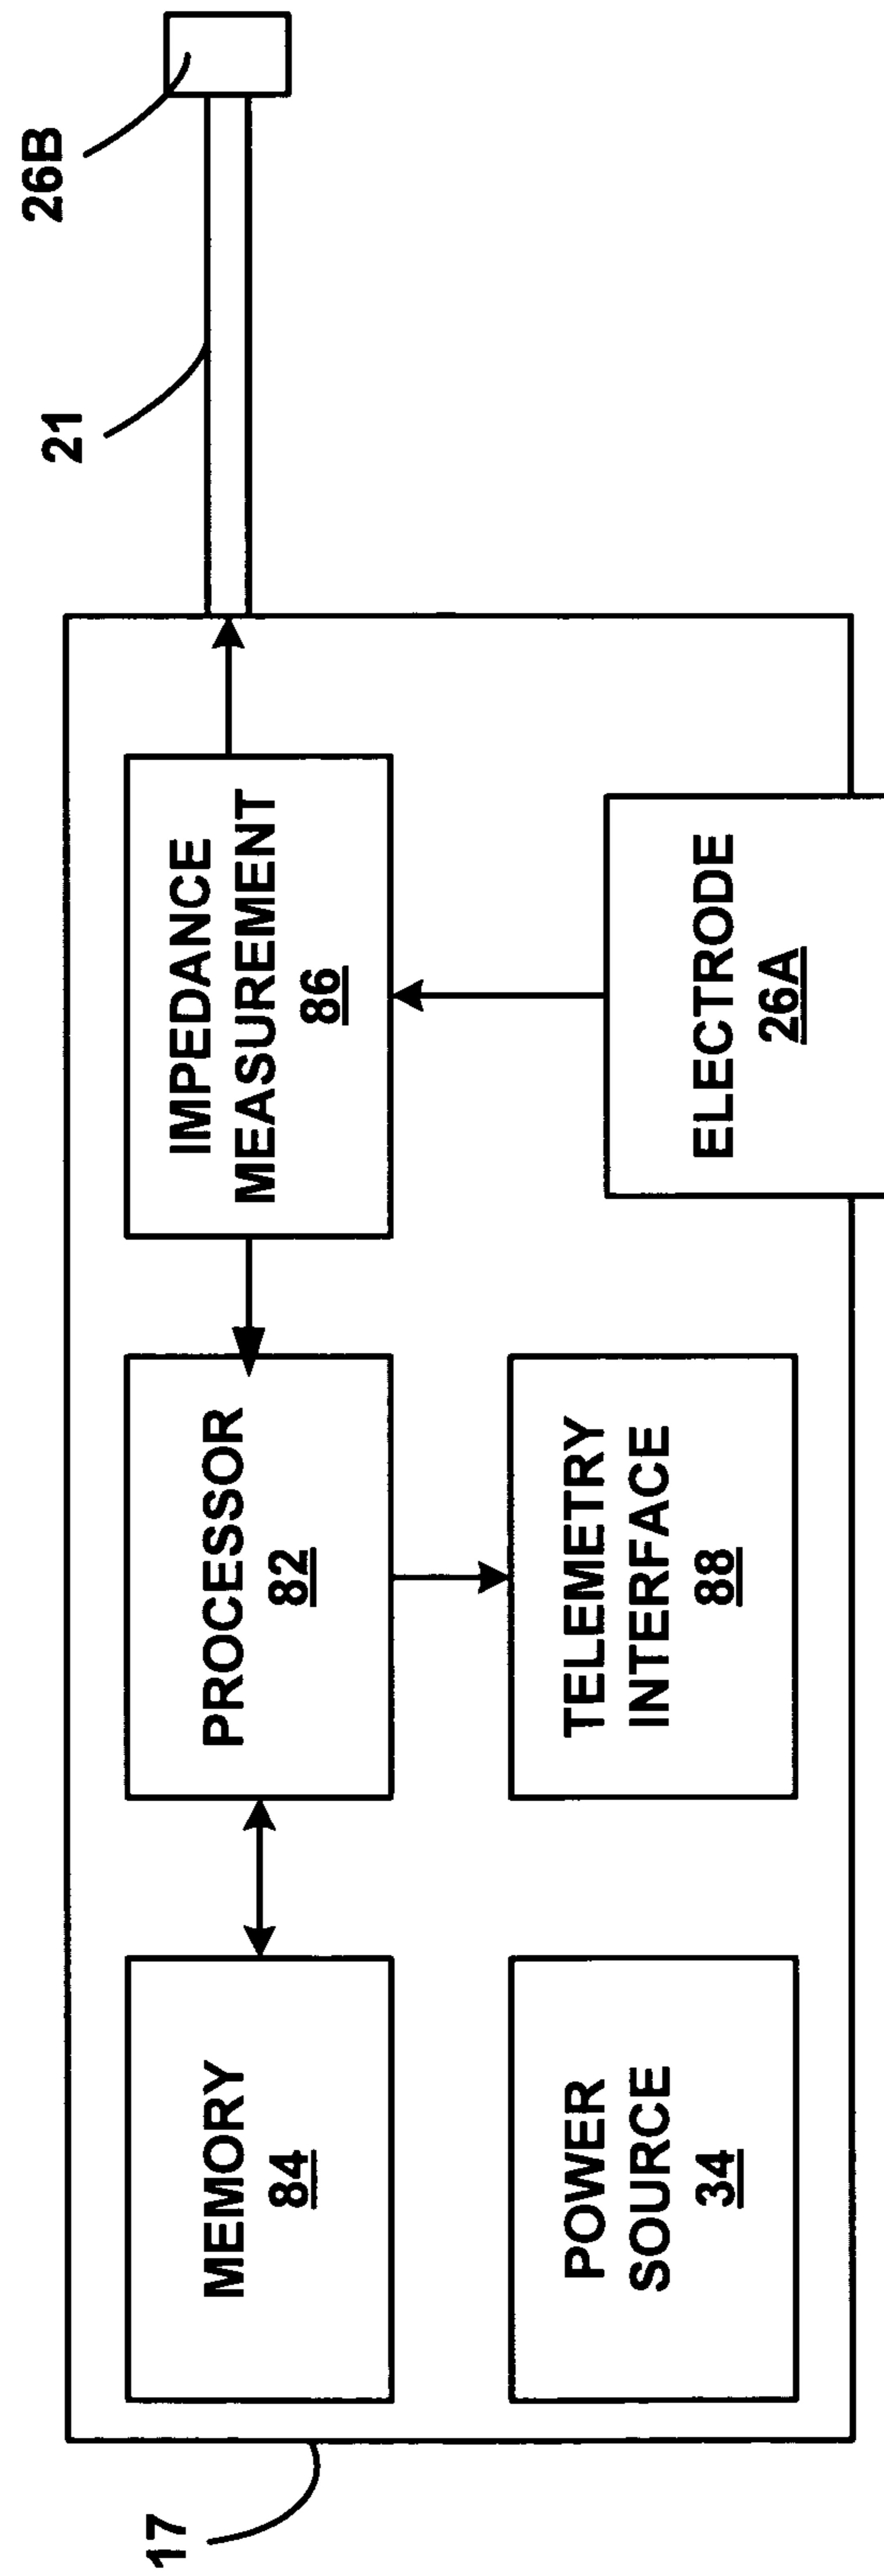 17
MEMORY
84
PROCESSOR
82
IMPEDANCE
MEASUREMENT
86
21
26B
POWER
SOURCE
34
TELEMETRY
INTERFACE
88
ELECTRODE
26A